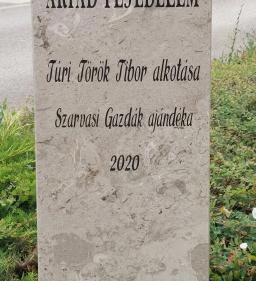 ÁRPÁD FEJEDELEM
Túri Török Tibor alkotása
Szarvasi Gazdák ajándéka
2020